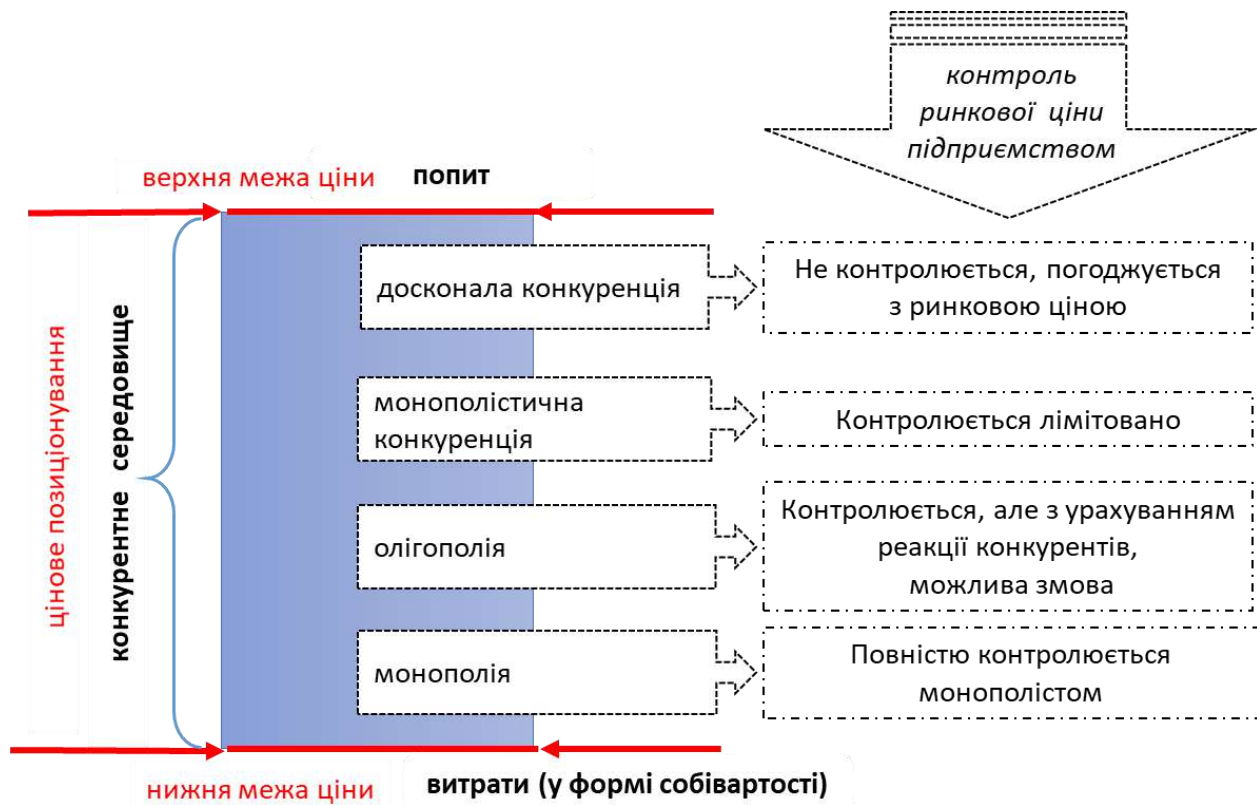 контроль
ринкової ціни
підприємством
верхня межа ціни попит
цінове позиціонування
конкурентне середовище
досконала конкуренція
Не контролюється, погоджується
з ринковою ціною
монополістична
конкуренція
Контролюється лімітовано
олігополія
Контролюється, але з урахуванням
реакції конкурентів,
можлива змова
монополія
Повністю контролюється
монополістом
нижня межа ціни витрати (у формі собівартості)